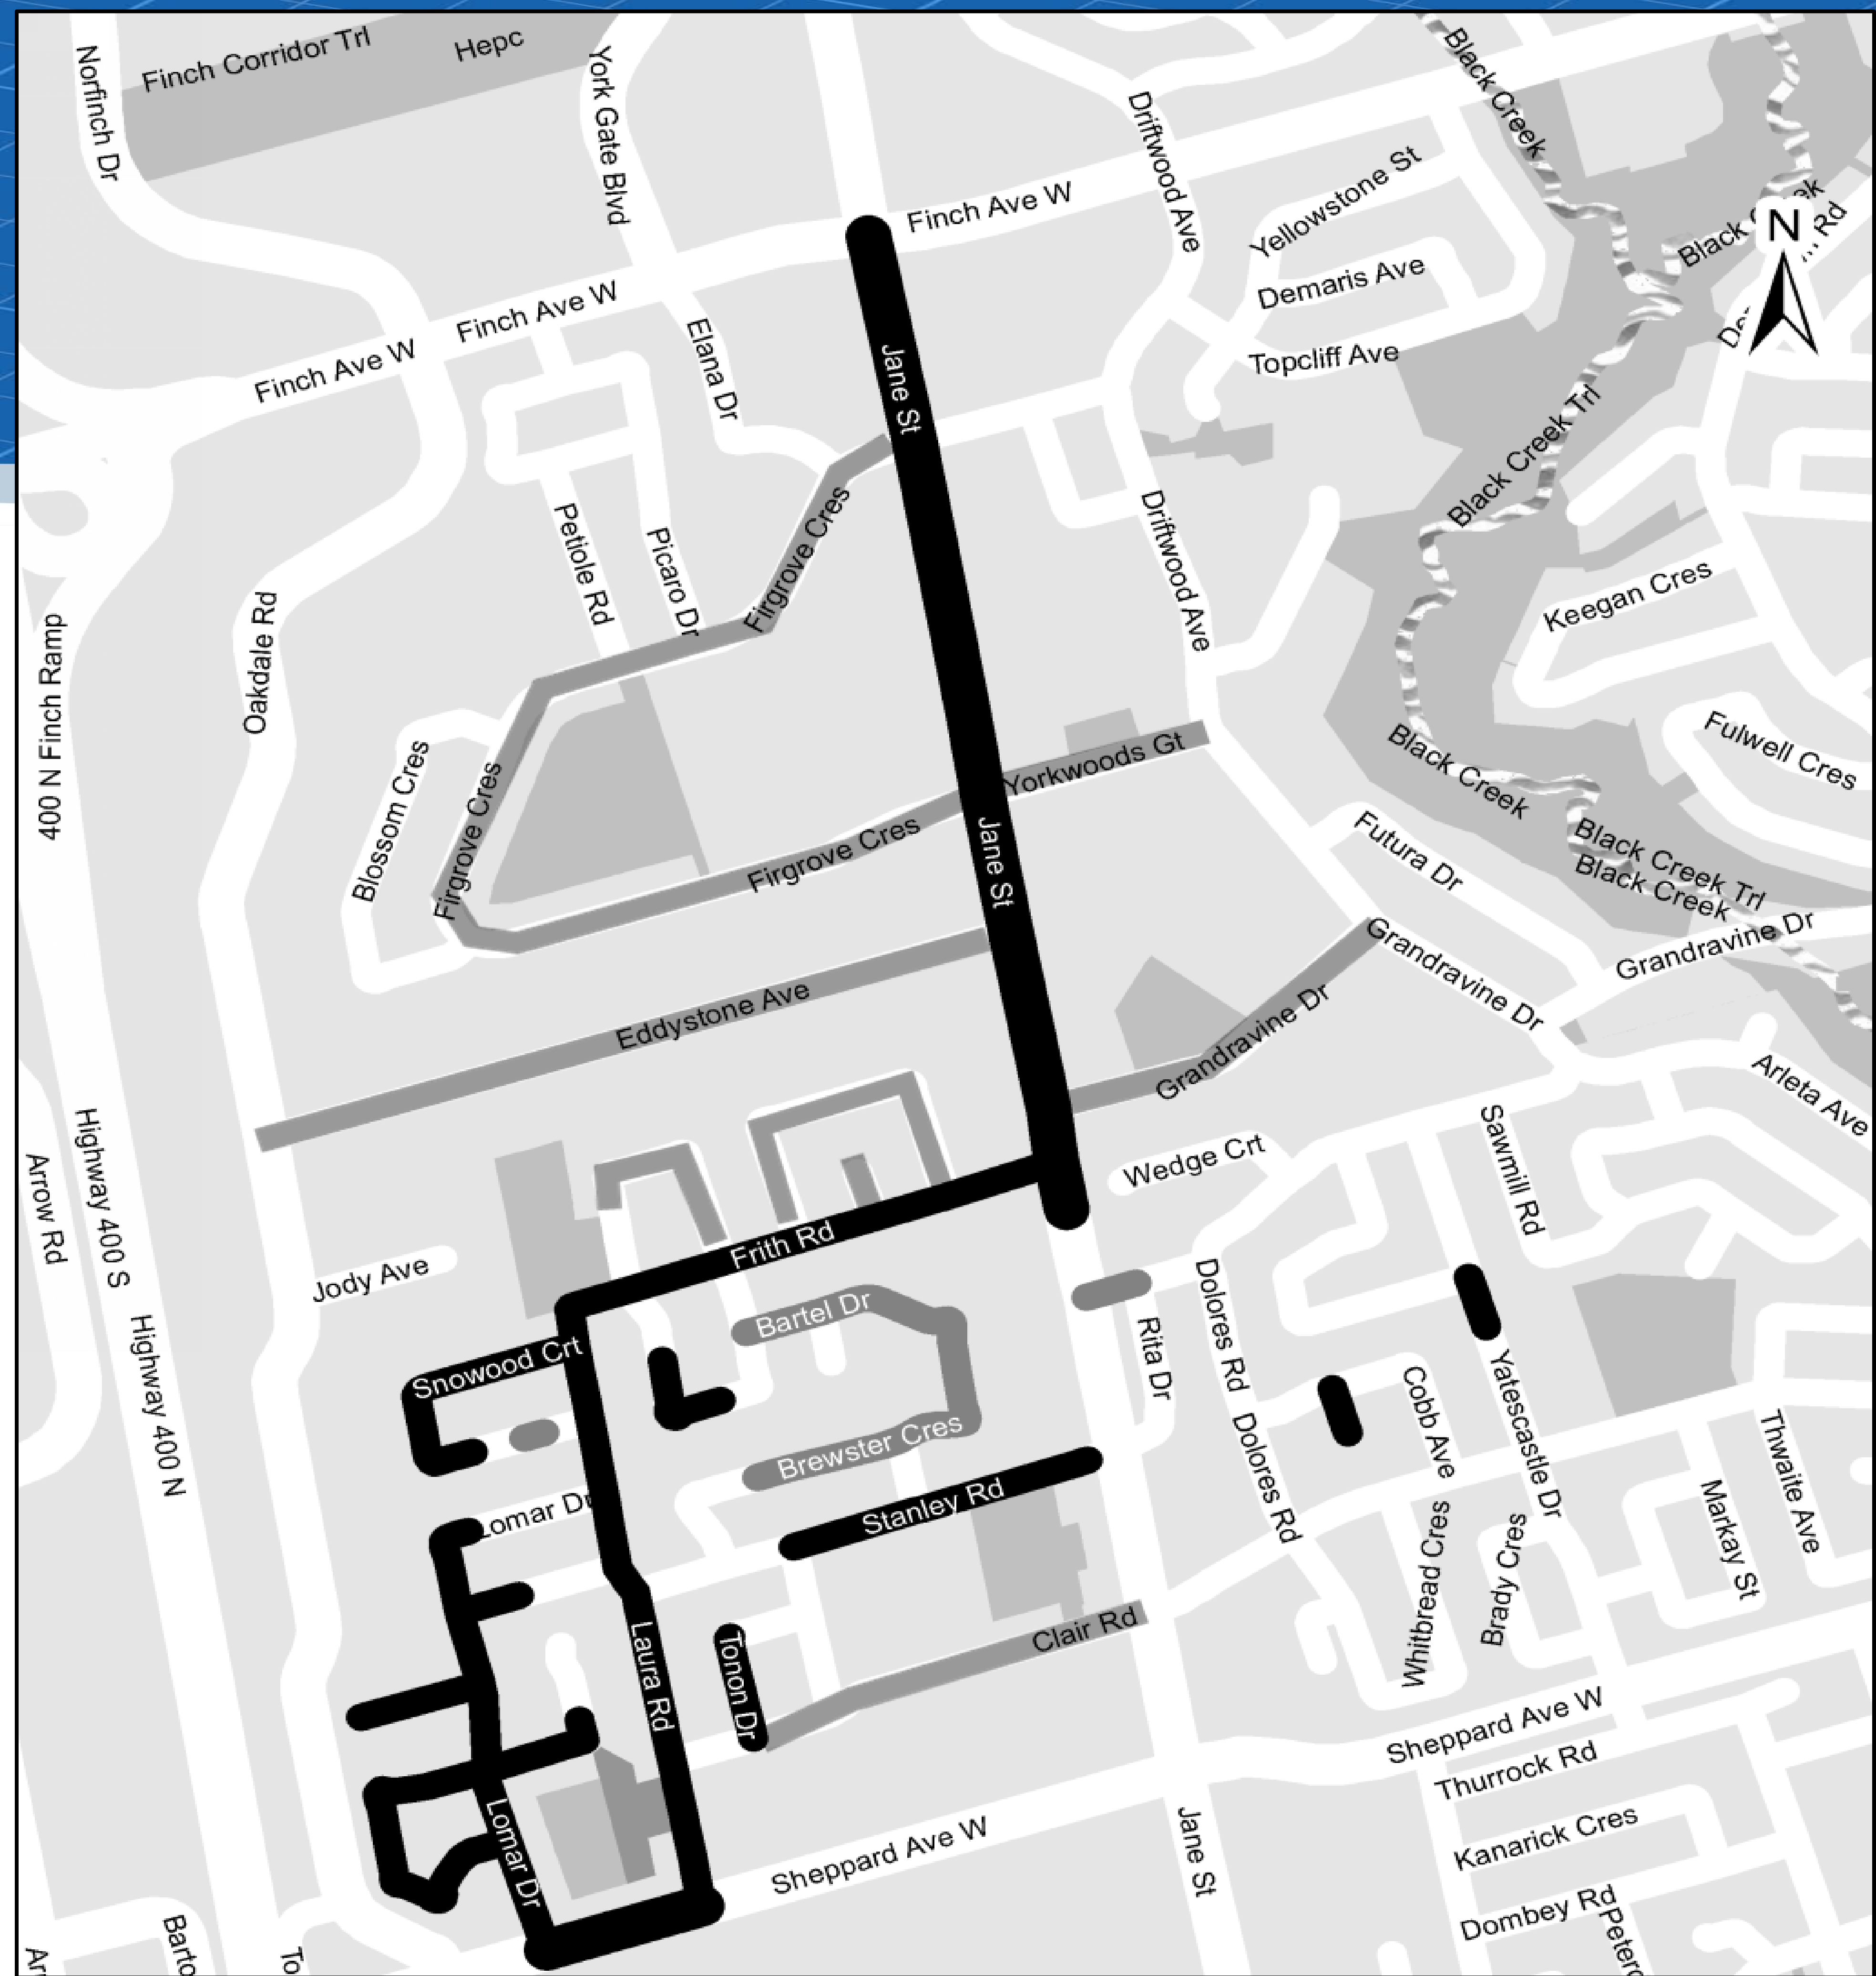 Finch Corridor Trl
Hepc
Norfinch Dr
York Gate Blvd
Black Creek
Driftwood Ave
Yellowstone St
Finch Ave W
Black
N
Rd
Demaris Ave
Finch Ave W
Elana Dr
Jane St
Finch Ave W
Topcliff Ave
Black Creek Trl
Firgrove Cres
Driftwood Ave
Petiole Rd
Picaro Dr
Keegan Cres
Oakdale Rd
400 N Finch Ramp
Yorkwoods Gt
Black Creek
Fulwell Cres
Blossom Cres
Firgrove Cres
Firgrove Cres
Jane St
Futura Dr
Black Creek Trl
Black Creek
Grandravine Dr
Grandravine Dr
Eddystone Ave
Grandravine Dr
Arleta Ave
Highway 400 S
Arrow Rd
Wedge Crt
Sawmill Rd
Frith Rd
Jody Ave
Bartel Dr
Dolores Rd
Rita Dr
Snowood Crt
Highway 400 N
Cobb Ave
Yatescastle Dr
Brewster Cres
Dolores Rd
Thwaite Ave
Lomar Dr
Stanley Rd
Markay St
Whitbread Cres
Brady Cres
Laura Rd
Tonon Dr
Clair Rd
Sheppard Ave W
Thurrock Rd
Lomar Dr
Sheppard Ave W
Jane St
Kanarick Cres
Dombey Rd
Barto
To
Ar